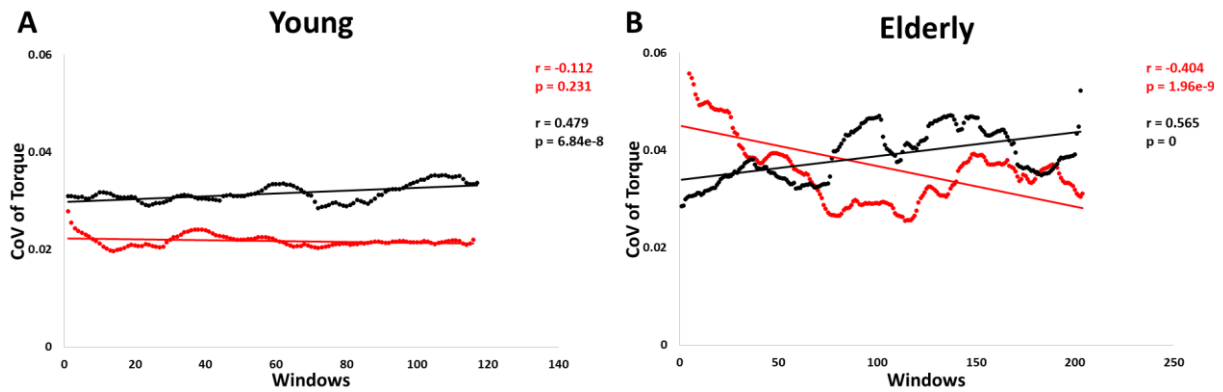 A
Young
0.06
0.04
0.02
0
CoV of Torque
0 20 40 60 80 100 120 140
Windows
r = -0.112
p = 0.231
r = 0.479
p = 6.84e-8
B
Elderly
0.06
0.04
0.02
0
CoV of Torque
0 50 100 150 200 250
Windows
r = -0.404
p = 1.96e-9
r = 0.565
p = 0